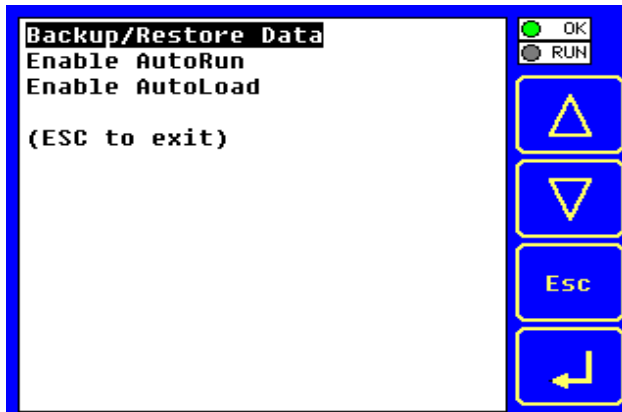 Backup/Restore Data
Enable AutoRun
Enable AutoLoad
(ESC to exit)
OK
RUN
Esc